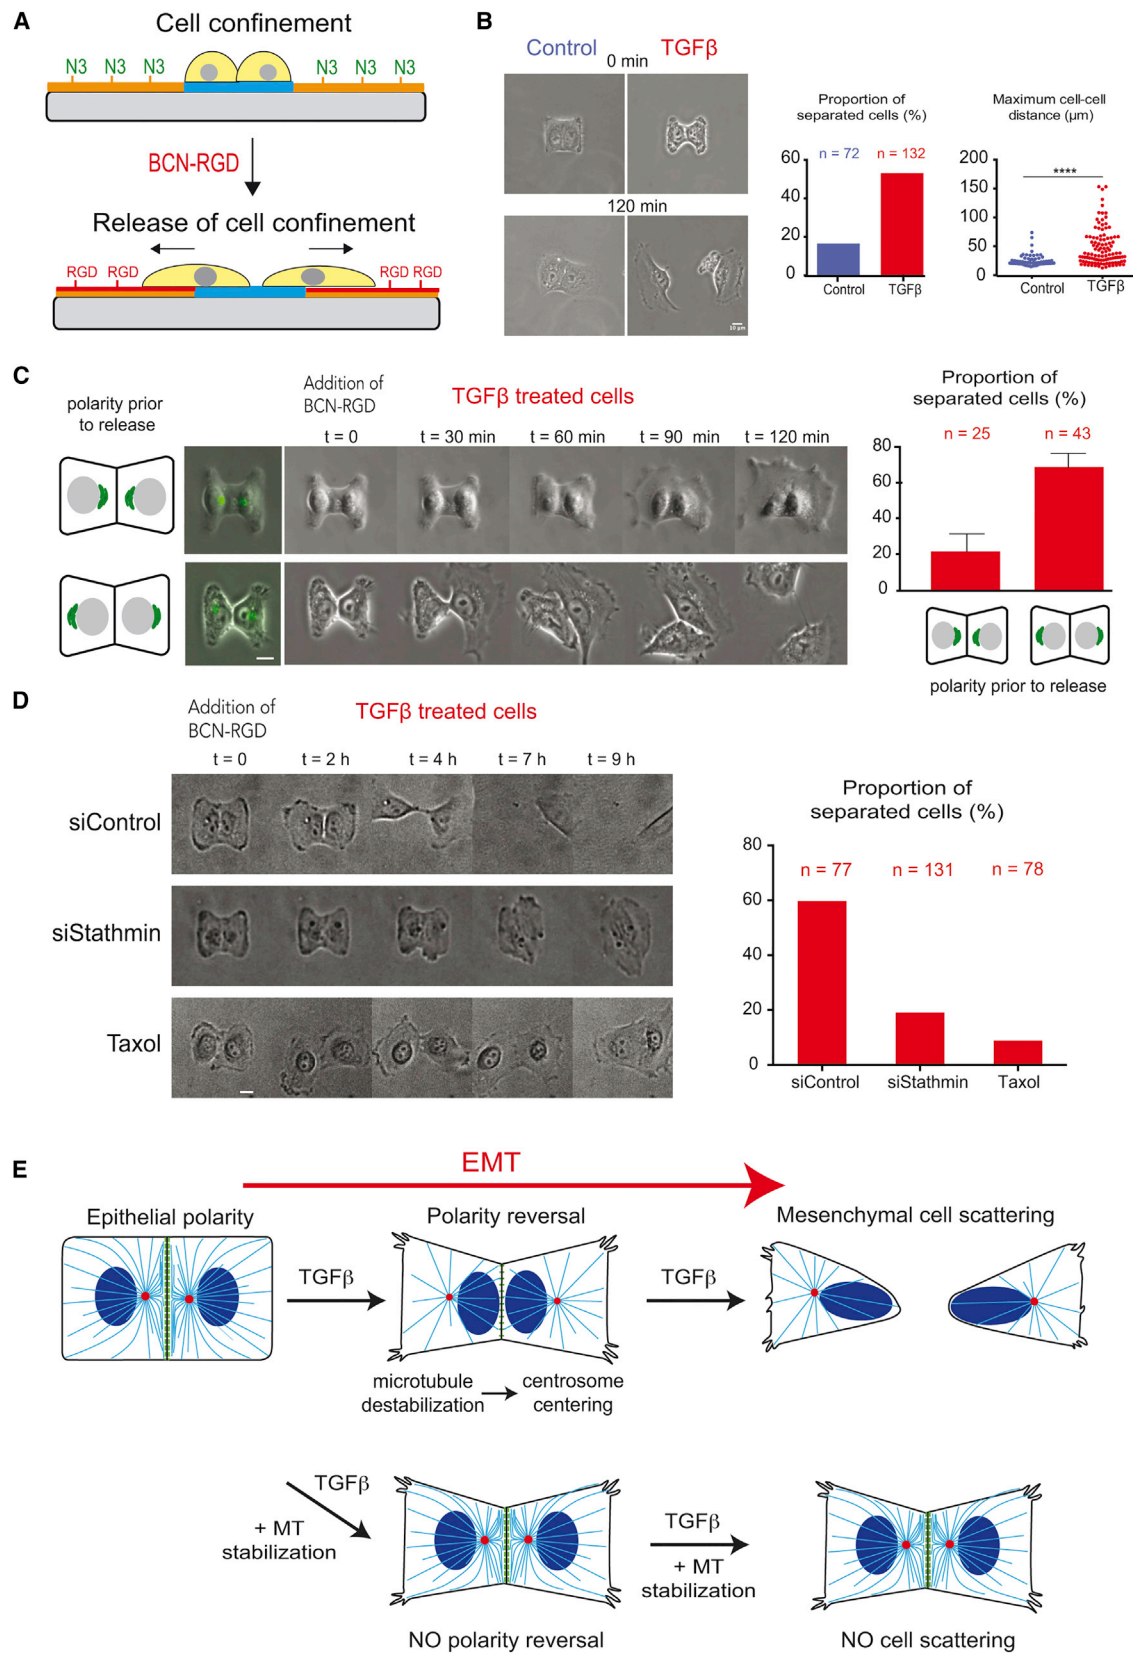 A
Cell confinement
N3 N3 N3 N3 N3 N3
BCN-RGD
Release of cell confinement
RGD RGD RGD RGD
B
Control TGFβ
0 min
120 min
10 µm
Proportion of
separated cells (%)
n = 72 n = 132
60
40
20
0
Control TGFβ
Maximum cell-cell
distance (µm)
200
150
100
50
0
****
Control TGFβ
C
polarity prior
to release
Addition of
BCN-RGD
TGFβ treated cells
t = 0 t = 30 min t = 60 min t = 90 min t = 120 min
Proportion of
separated cells (%)
n = 25 n = 43
80
60
40
20
0
polarity prior to release
D
Addition of
BCN-RGD
TGFβ treated cells
t = 0 t = 2 h t = 4 h t = 7 h t = 9 h
siControl
siStathmin
Taxol
Proportion of
separated cells (%)
n = 77 n = 131 n = 78
80
60
40
20
0
siControl siStathmin Taxol
E
EMT
Epithelial polarity Polarity reversal Mesenchymal cell scattering
TGFβ TGFβ
microtubule
destabilization
centrosome
centering
TGFβ
+ MT
stabilization
TGFβ
+ MT
stabilization
NO polarity reversal NO cell scattering